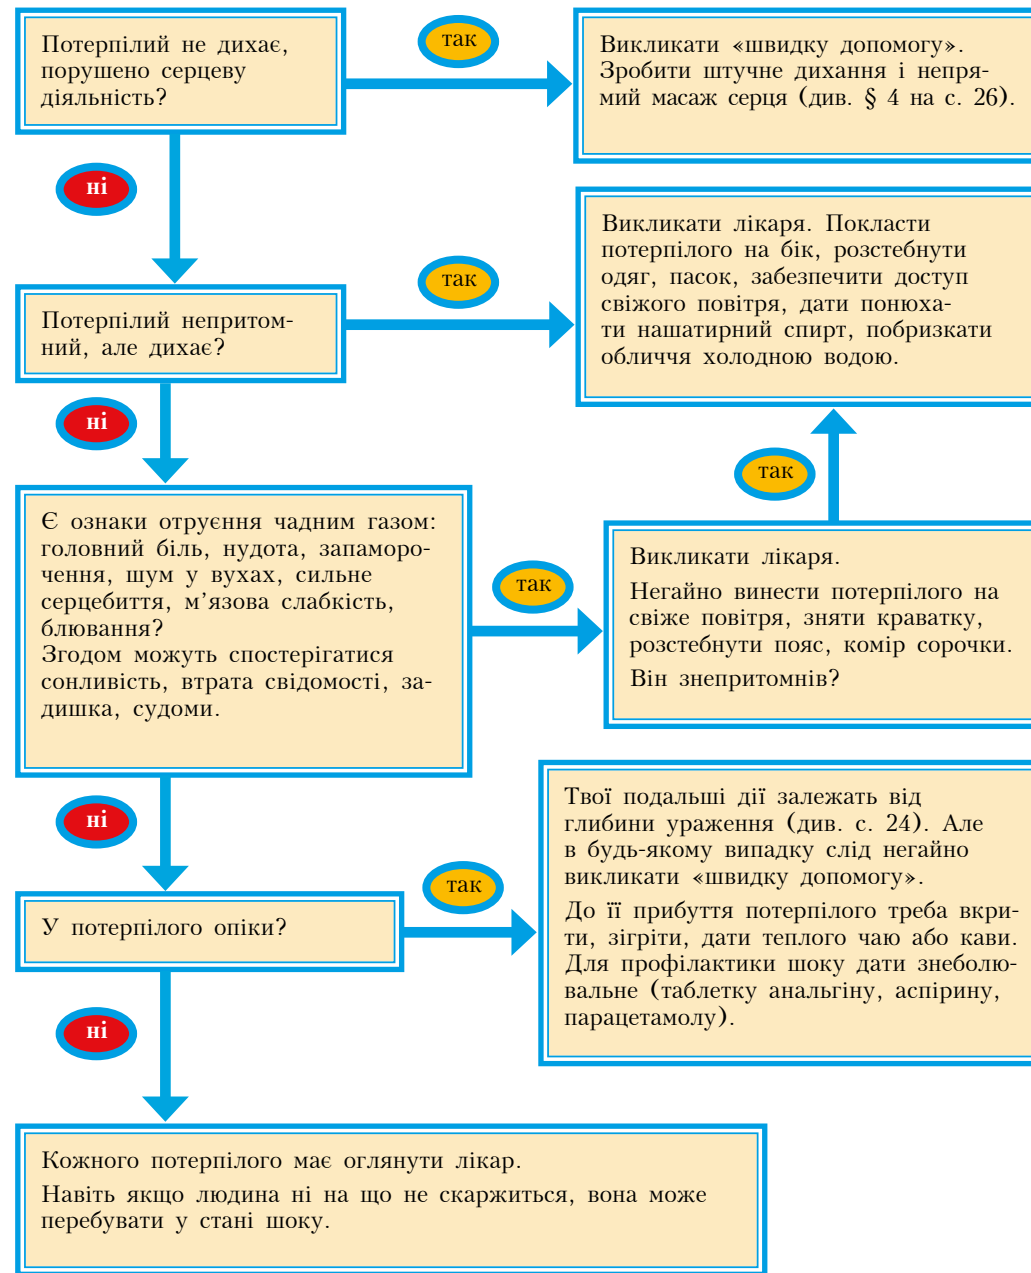 Потерпілий не дихає,
порушено серцеву
діяльність?
так
Викликати «швидку допомогу».
Зробити штучне дихання і непря-
мий масаж серця (див. § 4 на с. 26).
ні
Потерпілий непритом-
ний, але дихає?
так
Викликати лікаря. Покласти
потерпілого на бік, розстебнути
одяг, пасок, забезпечити доступ
свіжого повітря, дати понюха-
ти нашатирний спирт, побризкати
обличчя холодною водою.
ні
Є ознаки отруєння чадним газом:
головний біль, нудота, запаморо-
чення, шум у вухах, сильне
серцебиття, м’язова слабкість,
блювання?
Згодом можуть спостерігатися
сонливість, втрата свідомості, за-
дишка, судоми.
так
Викликати лікаря.
Негайно винести потерпілого на
свіже повітря, зняти краватку,
розстебнути пояс, комір сорочки.
Він знепритомнів?
так
ні
У потерпілого опіки?
так
Твої подальші дії залежать від
глибини ураження (див. с. 24). Але
в будь-якому випадку слід негайно
викликати «швидку допомогу».
До її прибуття потерпілого треба вкри-
ти, зігріти, дати теплого чаю або кави.
Для профілактики шоку дати знеболю-
вальне (таблетку анальгіну, аспірину,
парацетамолу).
ні
Кожного потерпілого має оглянути лікар.
Навіть якщо людина ні на що не скаржиться, вона може
перебувати у стані шоку.